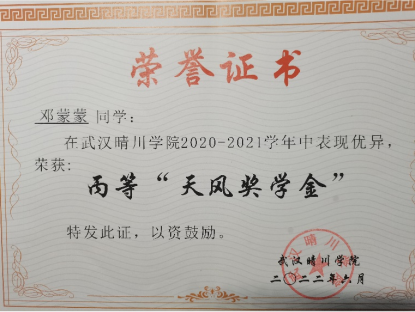 荣誉证书
邓蒙蒙 同学：
在武汉晴川学院2020-2021学年中表现优异，
荣获：
丙等“天风奖学金”
特发此证，以资鼓励。
武汉晴川学院
二〇二二年六月